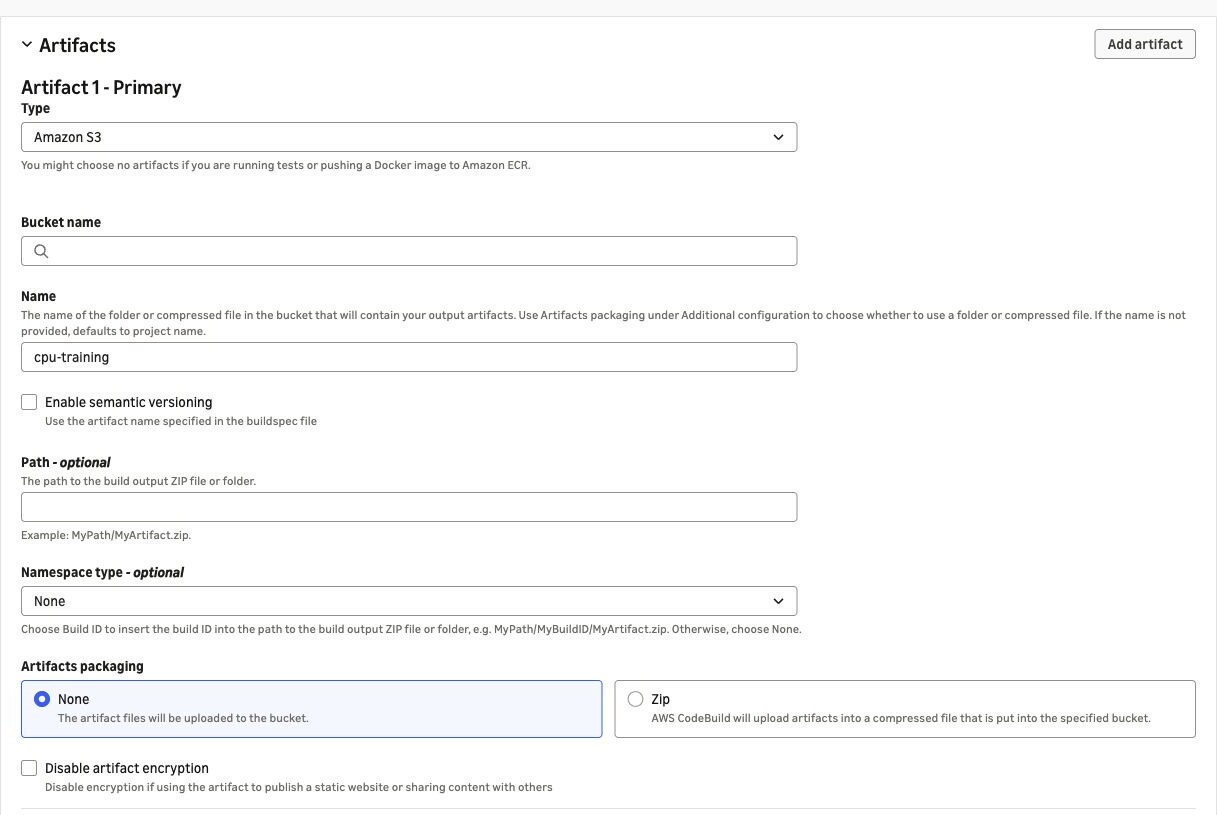 Artifacts
Add artifact
Artifact 1 - Primary
Type
Amazon S3
You might choose no artifacts if you are running tests or pushing a Docker image to Amazon ECR.
Bucket name
Name
The name of the folder or compressed file in the bucket that will contain your output artifacts. Use Artifacts packaging under Additional configuration to choose whether to use a folder or compressed file. If the name is not
provided, defaults to project name.
cpu-training
Enable semantic versioning
Use the artifact name specified in the buildspec file
Path - optional
The path to the build output ZIP file or folder.
Example: MyPath/MyArtifact.zip.
Namespace type - optional
None
Choose Build ID to insert the build ID into the path to the build output ZIP file or folder, e.g. MyPath/MyBuildID/MyArtifact.zip. Otherwise, choose None.
Artifacts packaging
None
The artifact files will be uploaded to the bucket.
Zip
AWS CodeBuild will upload artifacts into a compressed file that is put into the specified bucket.
Disable artifact encryption
Disable encryption if using the artifact to publish a static website or sharing content with others